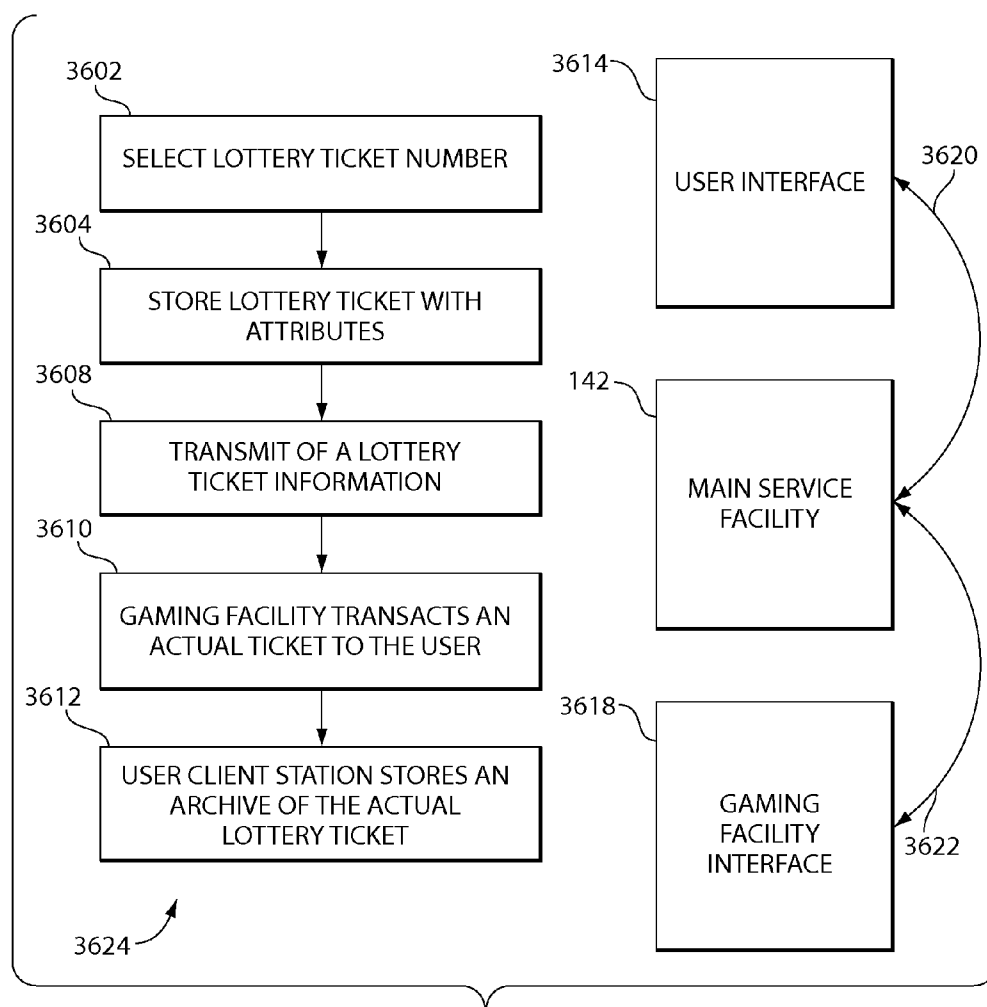 3602
SELECT LOTTERY TICKET NUMBER
3604
STORE LOTTERY TICKET WITH
ATTRIBUTES
3608
TRANSMIT OF A LOTTERY
TICKET INFORMATION
3610
GAMING FACILITY TRANSACTS AN
ACTUAL TICKET TO THE USER
3612
USER CLIENT STATION STORES AN
ARCHIVE OF THE ACTUAL
LOTTERY TICKET
3624
3614
USER INTERFACE
3620
142
MAIN SERVICE
FACILITY
3618
GAMING
FACILITY
INTERFACE
3622